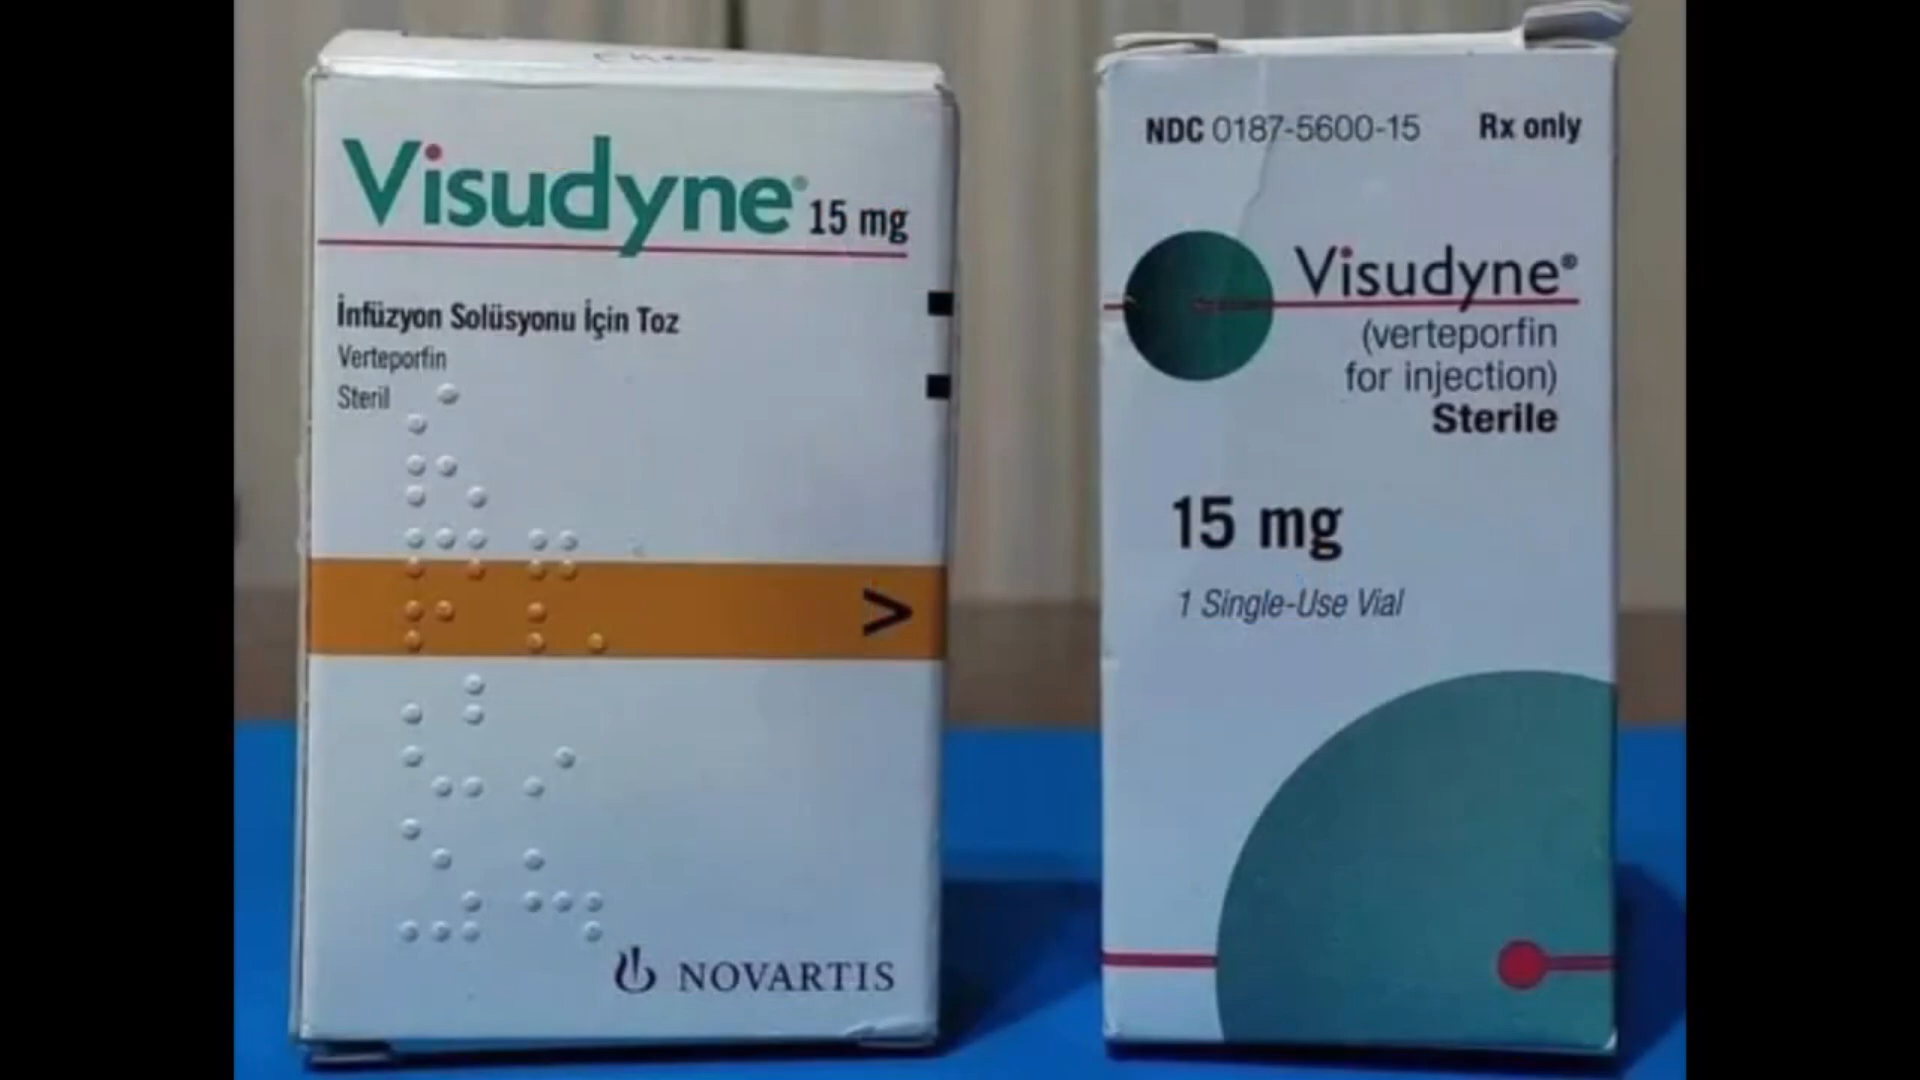 Visudyne® 15 mg
İnfüzyon Solüsyonu İçin Toz
Verteporfin
Steril
>
NOVARTIS
NDC 0187-5600-15 Rx only
Visudyne®
(verteporfin
for injection)
Sterile
15 mg
1 Single-Use Vial